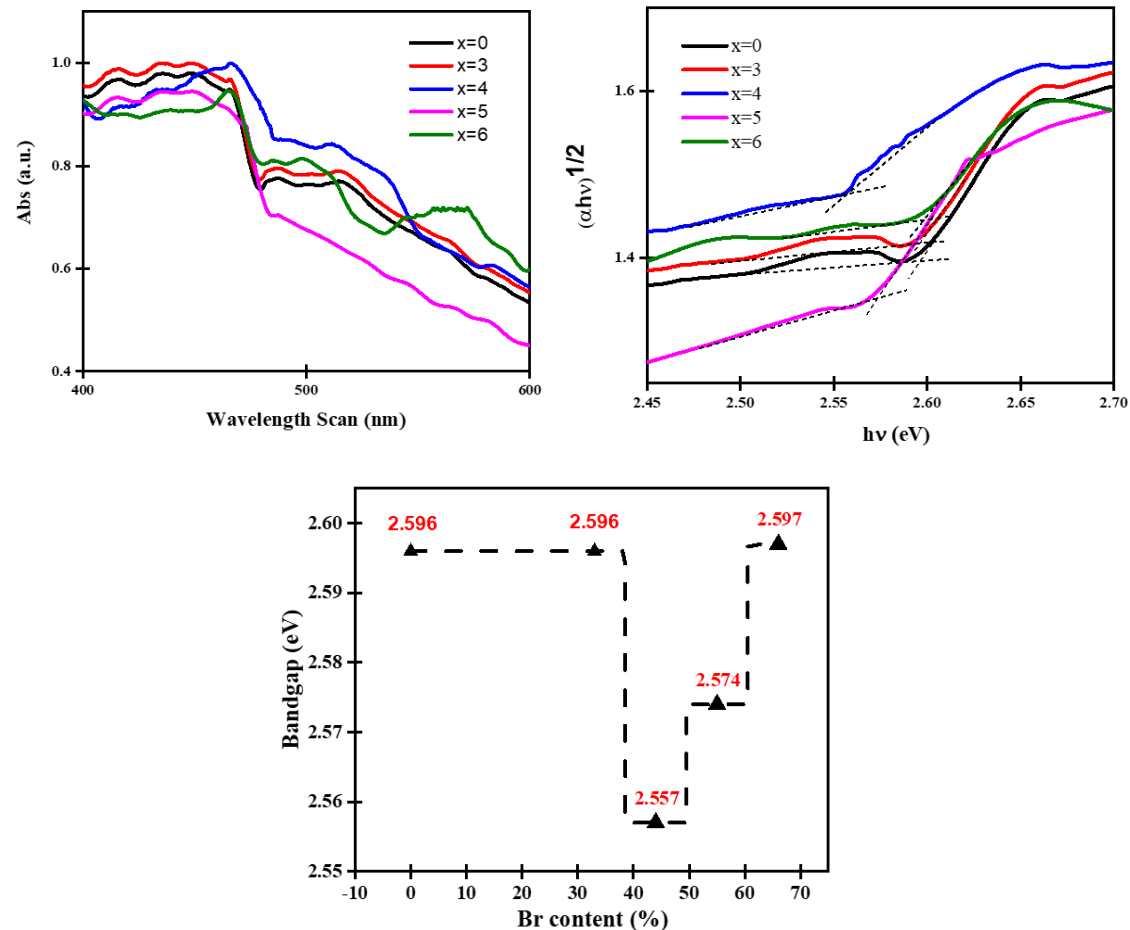 x=0
x=3
x=4
x=5
x=6
1.0
0.8
0.6
0.4
400
500
600
Abs (a.u.)
Wavelength Scan (nm)
x=0
x=3
x=4
x=5
x=6
1.6
1.4
2.45
2.50
2.55
2.60
2.65
2.70
(αhν)1/2
hν (eV)
2.596
2.596
2.597
2.574
2.557
2.60
2.59
2.58
2.57
2.56
2.55
-10
0
10
20
30
40
50
60
70
Bandgap (eV)
Br content (%)